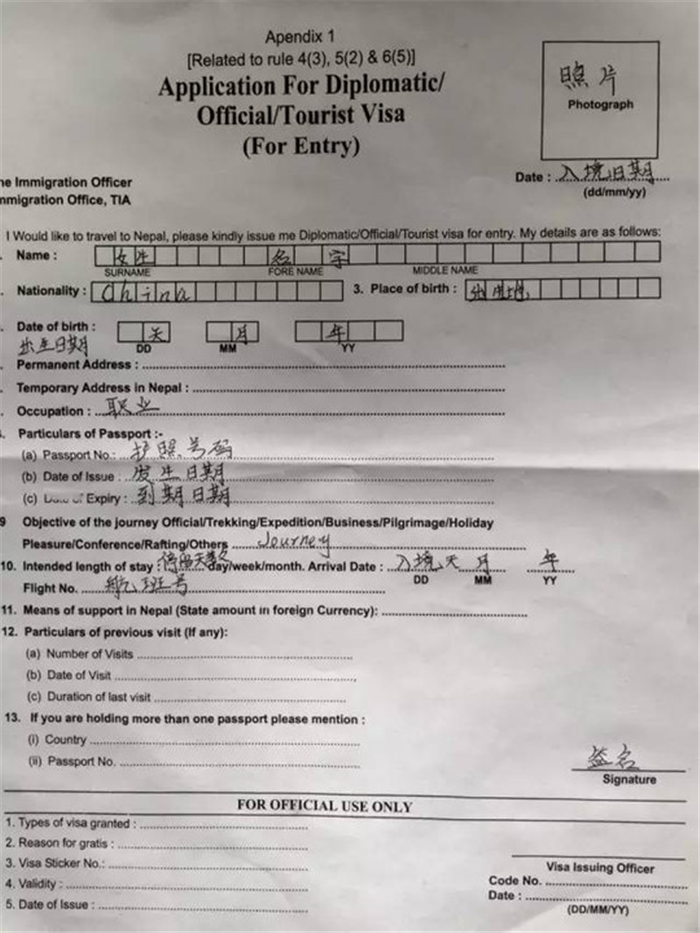 Apendix 1
[Related to rule 4(3), 5(2) & 6(5)]
Application For Diplomatic/
Official/Tourist Visa
(For Entry)
照片
Photograph
Date : 入境日期
(dd/mm/yy)
he Immigration Officer
mmigration Office, TIA
I Would like to travel to Nepal, please kindly issue me Diplomatic/Official/Tourist visa for entry. My details are as follows:
. Name : 名字
SURNAME FORE NAME MIDDLE NAME
. Nationality : China 3. Place of birth : 出生地
. Date of birth : 天 月 年
出生日期 DD MM YY
. Permanent Address :
. Temporary Address in Nepal :
. Occupation : 职业
. Particulars of Passport :-
(a) Passport No.: 护照号码
(b) Date of Issue : 发生日期
(c) Date of Expiry : 到期日期
9 Objective of the journey Official/Trekking/Expedition/Business/Pilgrimage/Holiday
Pleasure/Conference/Rafting/Others Journey
10. Intended length of stay : 停留天数 day/week/month. Arrival Date : 入境天 月 年
DD MM YY
Flight No. 航班号
11. Means of support in Nepal (State amount in foreign Currency):
12. Particulars of previous visit (If any):
(a) Number of Visits
(b) Date of Visit
(c) Duration of last visit
13. If you are holding more than one passport please mention :
(i) Country
(ii) Passport No.
签名
Signature
FOR OFFICIAL USE ONLY
1. Types of visa granted :
2. Reason for gratis :
3. Visa Sticker No.:
4. Validity :
5. Date of Issue :
Visa Issuing Officer
Code No.
Date :
(DD/MM/YY)